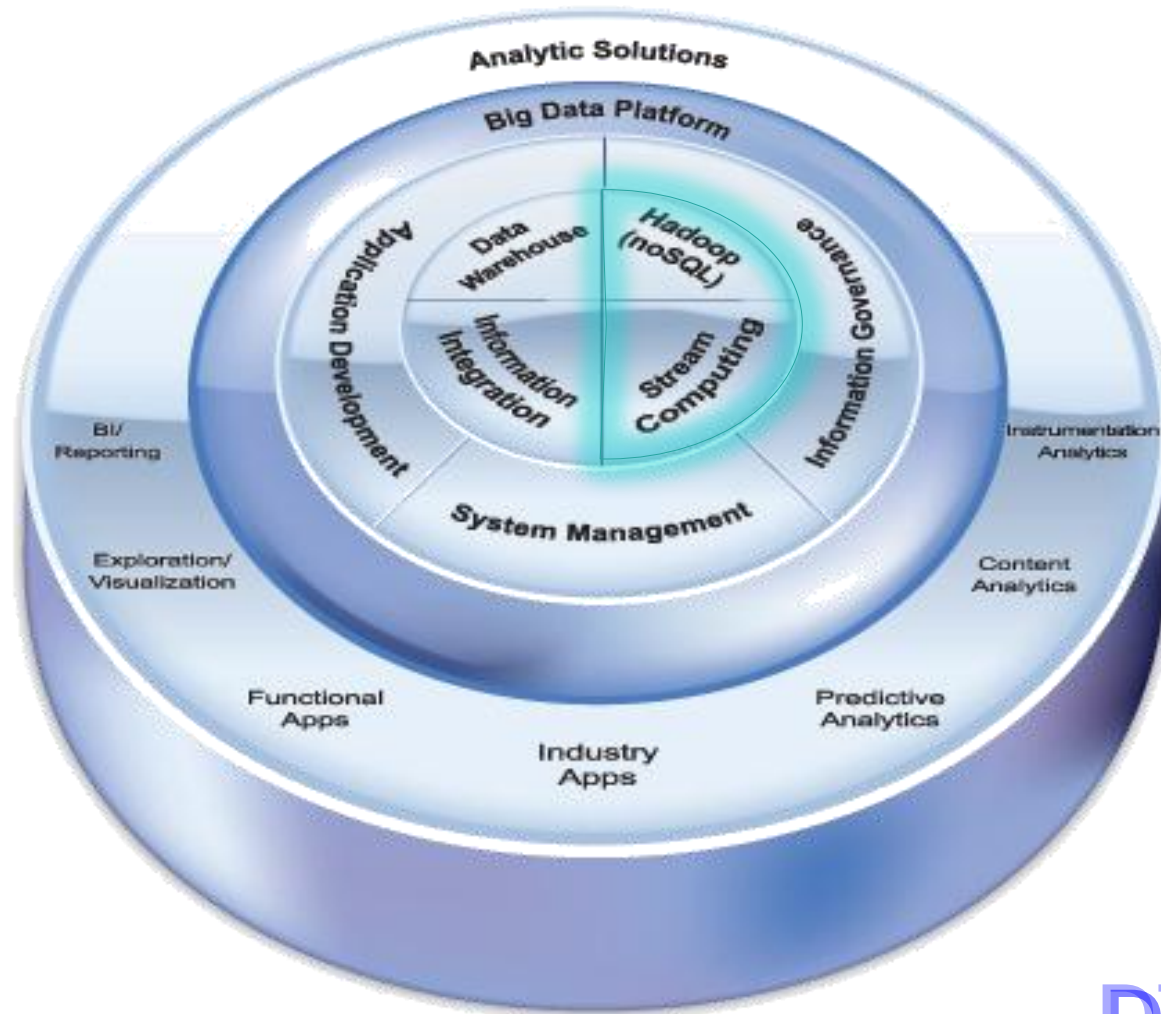 Analytic Solutions
Big Data Platform
Application Development
Data
Warehouse
Hadoop
(noSQL)
Information Governance
Information
Integration
Stream
Computing
System Management
BI/
Reporting
Instrumentation
Analytics
Exploration/
Visualization
Content
Analytics
Functional
Apps
Predictive
Analytics
Industry
Apps